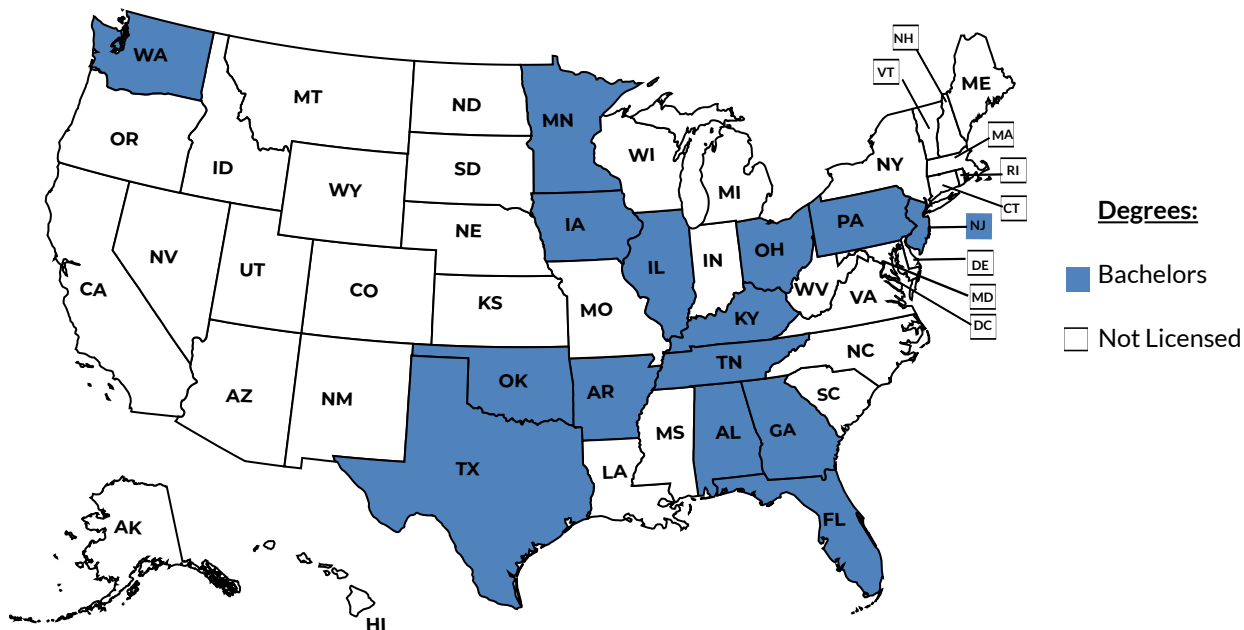 WA
MT
ND
MN
OR
ID
WY
SD
WI
MI
NY
ME
NH
VT
MA
RI
CT
NJ
DE
MD
DC
NV
UT
CO
NE
IA
IL
IN
OH
PA
WV
VA
CA
KS
MO
KY
NC
AZ
NM
OK
AR
TN
SC
TX
LA
MS
AL
GA
FL
AK
HI
Degrees:
Bachelors
Not Licensed